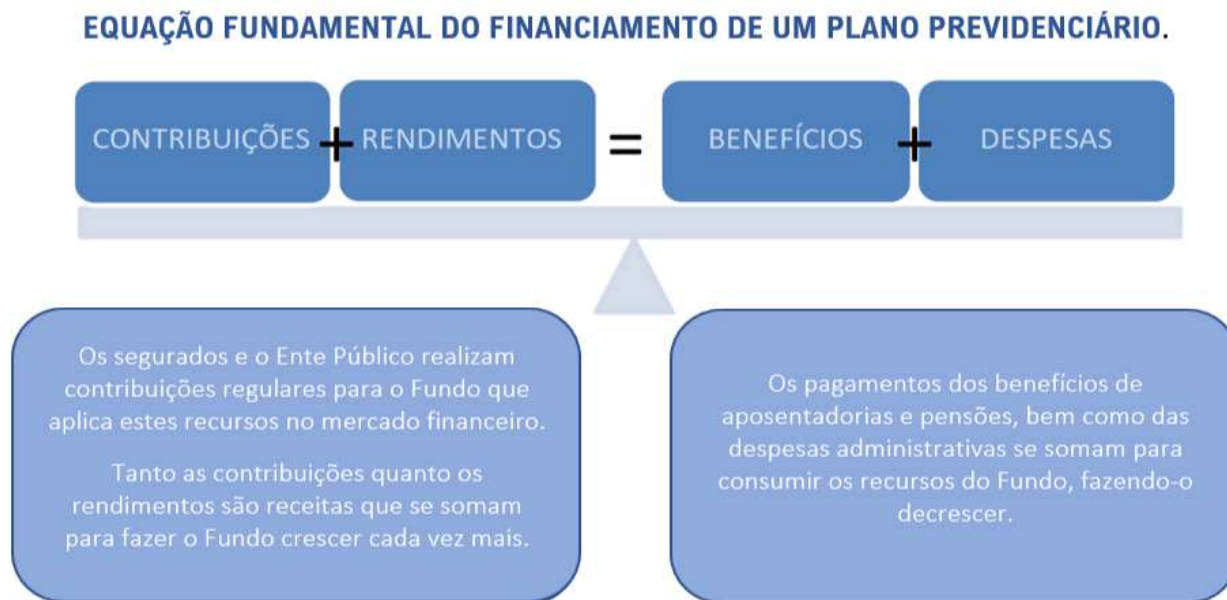 EQUAÇÃO FUNDAMENTAL DO FINANCIAMENTO DE UM PLANO PREVIDENCIÁRIO.
CONTRIBUIÇÕES + RENDIMENTOS = BENEFÍCIOS + DESPESAS
Os segurados e o Ente Público realizam
contribuições regulares para o Fundo que
aplica estes recursos no mercado financeiro.
Tanto as contribuições quanto os
rendimentos são receitas que se somam
para fazer o Fundo crescer cada vez mais.
Os pagamentos dos benefícios de
aposentadorias e pensões, bem como das
despesas administrativas se somam para
consumir os recursos do Fundo, fazendo-o
decrescer.